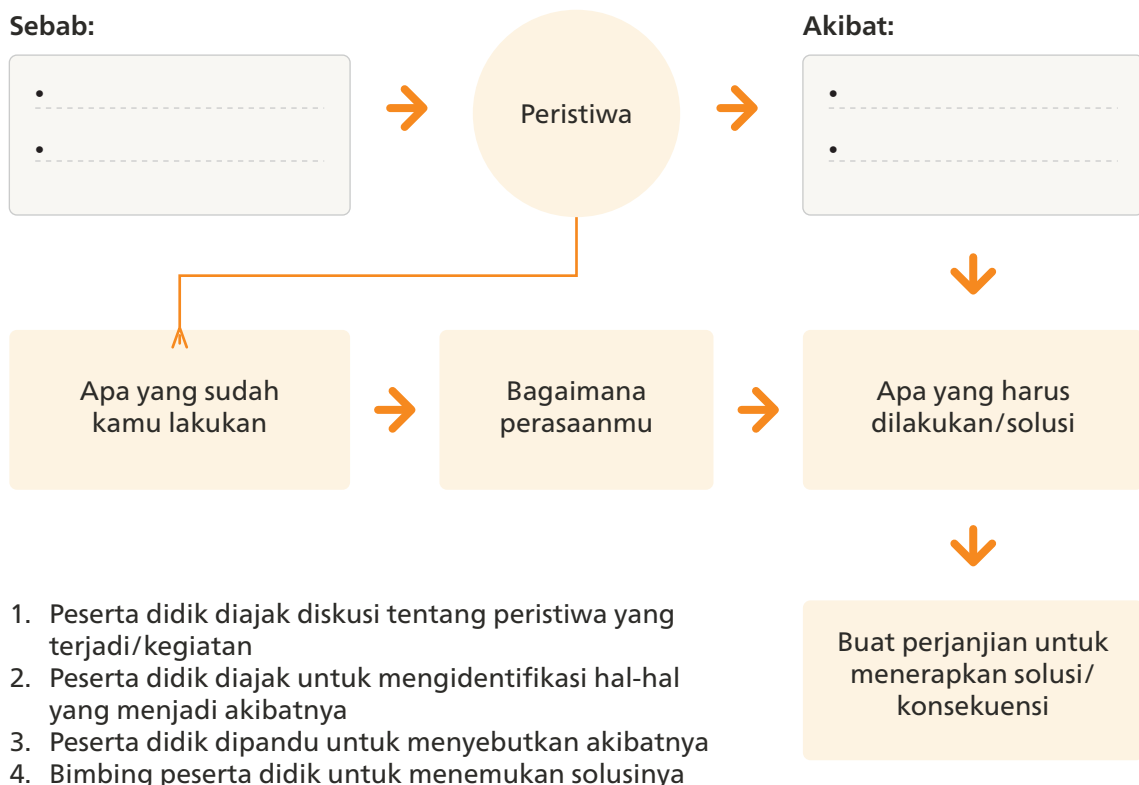 Sebab:
•
•
Peristiwa
Akibat:
•
•
Apa yang sudah
kamu lakukan
Bagaimana
perasaanmu
Apa yang harus
dilakukan/solusi
Buat perjanjian untuk
menerapkan solusi/
konsekuensi
1. Peserta didik diajak diskusi tentang peristiwa yang
terjadi/kegiatan
2. Peserta didik diajak untuk mengidentifikasi hal-hal
yang menjadi akibatnya
3. Peserta didik dipandu untuk menyebutkan akibatnya
4. Bimbing peserta didik untuk menemukan solusinya